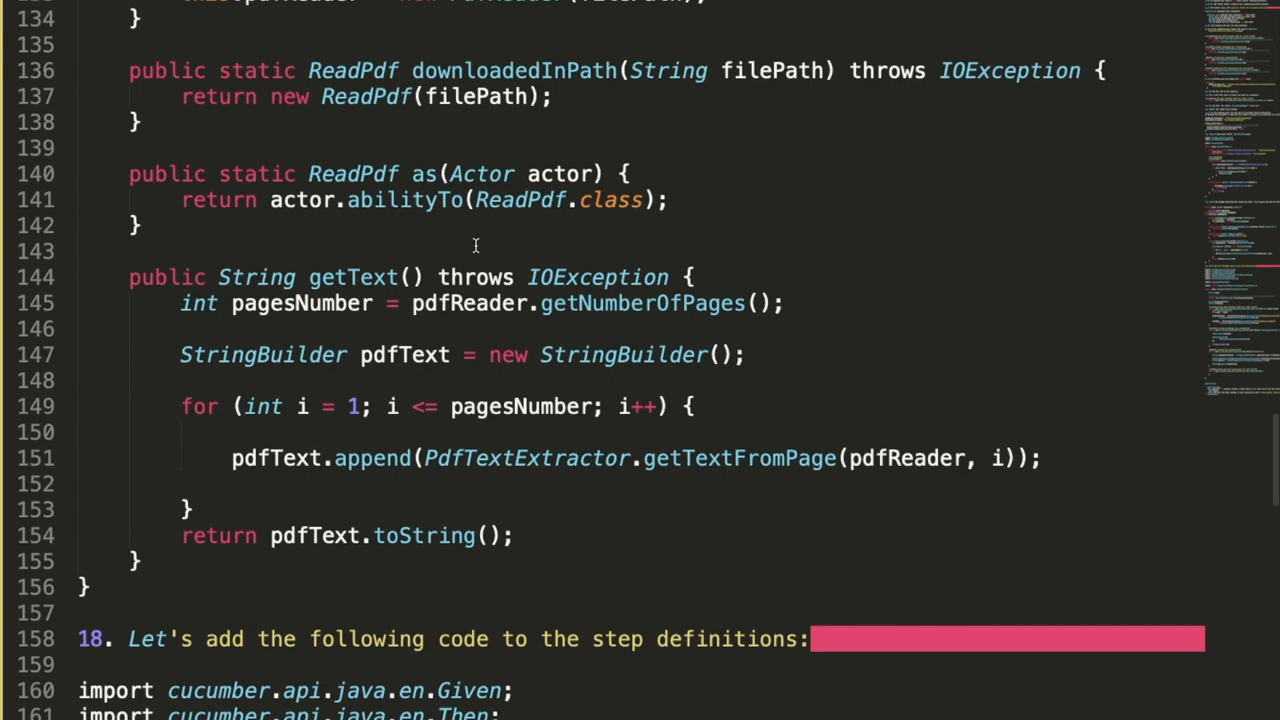 134 }
135
136 public static ReadPdf downloadedInPath(String filePath) throws IOException {
137 return new ReadPdf(filePath);
138 }
139
140 public static ReadPdf as(Actor actor) {
141 return actor.abilityTo(ReadPdf.class);
142 }
143
144 public String getText() throws IOException {
145 int pagesNumber = pdfReader.getNumberOfPages();
146
147 StringBuilder pdfText = new StringBuilder();
148
149 for (int i = 1; i <= pagesNumber; i++) {
150
151 pdfText.append(PdfTextExtractor.getTextFromPage(pdfReader, i));
152
153 }
154 return pdfText.toString();
155 }
156 }
157
158 18. Let's add the following code to the step definitions:
159
160 import cucumber.api.java.en.Given;
161 import cucumber.api.java.en.Then;